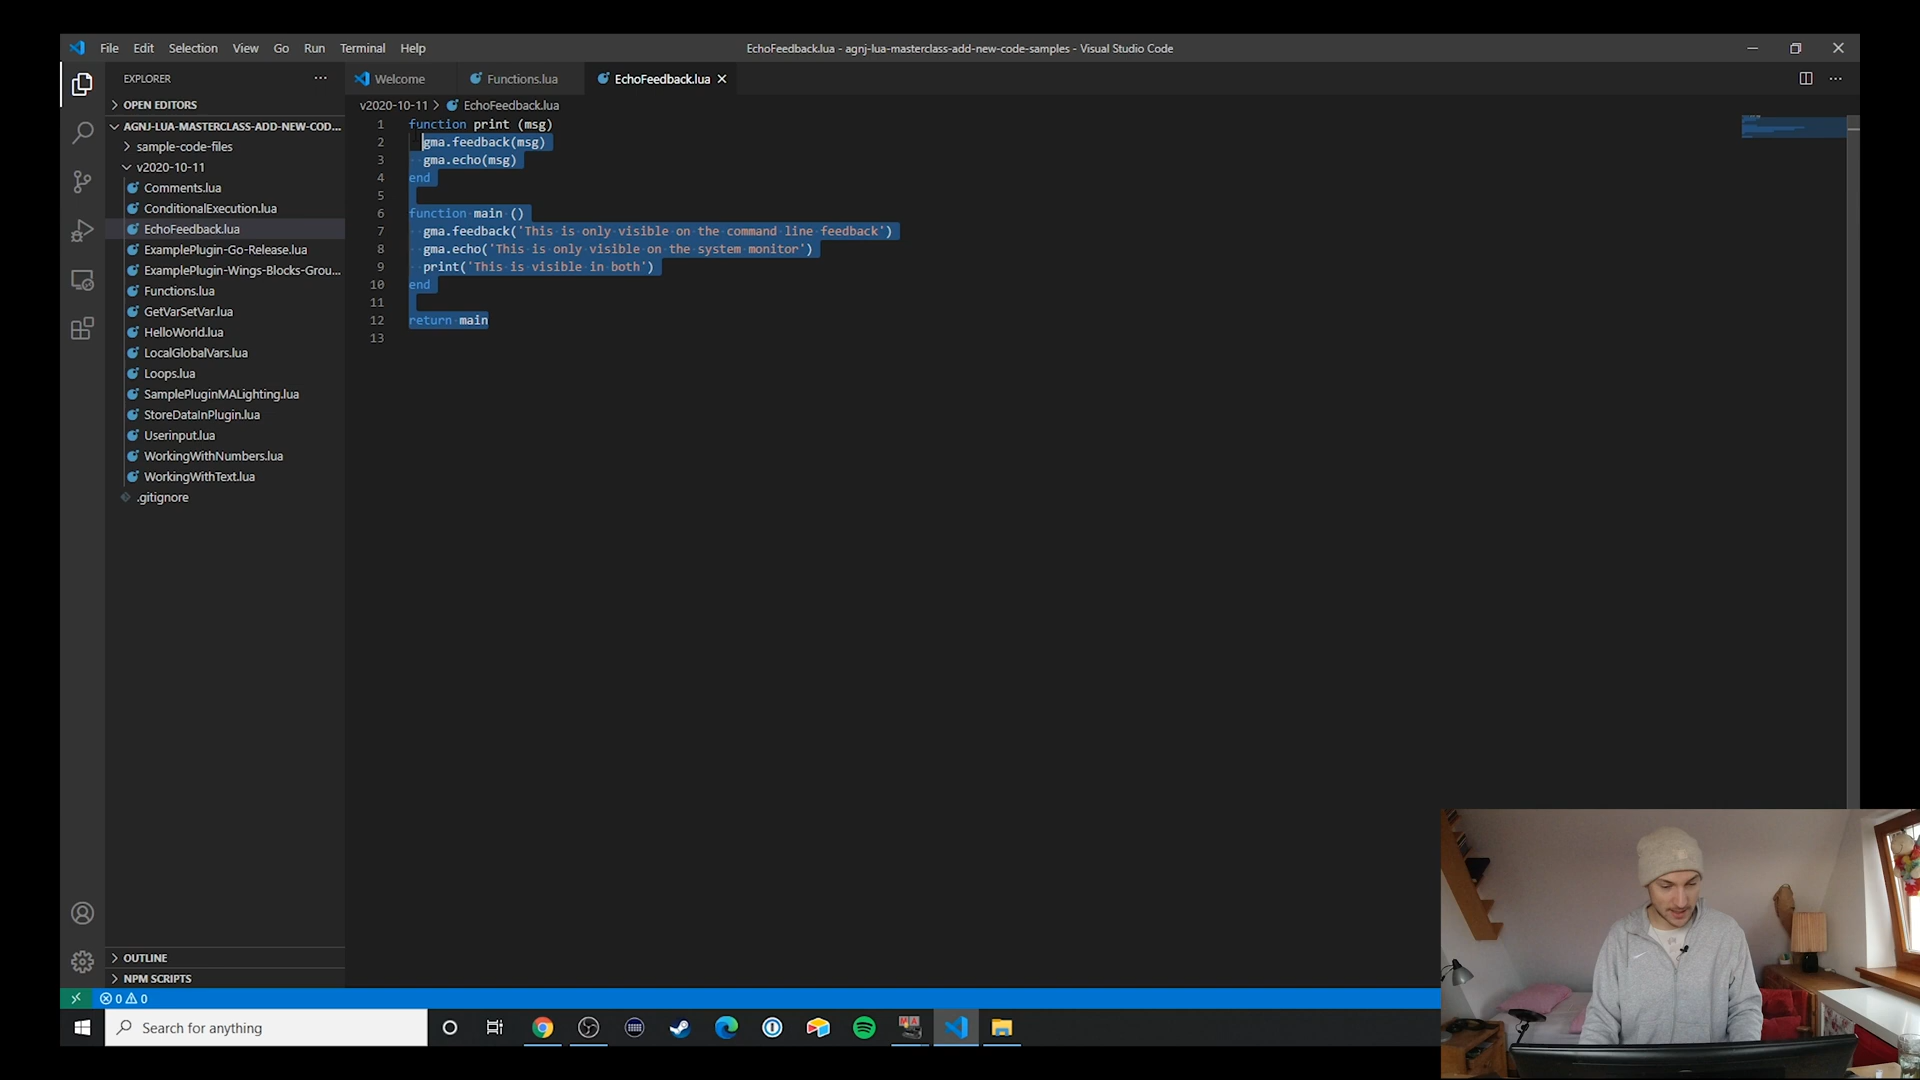 File Edit Selection View Go Run Terminal Help
EchoFeedback.lua - agnj-lua-masterclass-add-new-code-samples - Visual Studio Code
EXPLORER
OPEN EDITORS
AGNJ-LUA-MASTERCLASS-ADD-NEW-COD...
sample-code-files
v2020-10-11
Comments.lua
ConditionalExecution.lua
EchoFeedback.lua
ExamplePlugin-Go-Release.lua
ExamplePlugin-Wings-Blocks-Grou...
Functions.lua
GetVarSetVar.lua
HelloWorld.lua
LocalGlobalVars.lua
Loops.lua
SamplePluginMALighting.lua
StoreDataInPlugin.lua
Userinput.lua
WorkingWithNumbers.lua
WorkingWithText.lua
.gitignore
OUTLINE
NPM SCRIPTS
Welcome Functions.lua EchoFeedback.lua
v2020-10-11 > EchoFeedback.lua
1 function print (msg)
2 gma.feedback(msg)
3 gma.echo(msg)
4 end
5
6 function main ()
7 gma.feedback('This is only visible on the command line feedback')
8 gma.echo('This is only visible on the system monitor')
9 print('This is visible in both')
10 end
11
12 return main
13
0 0
Search for anything